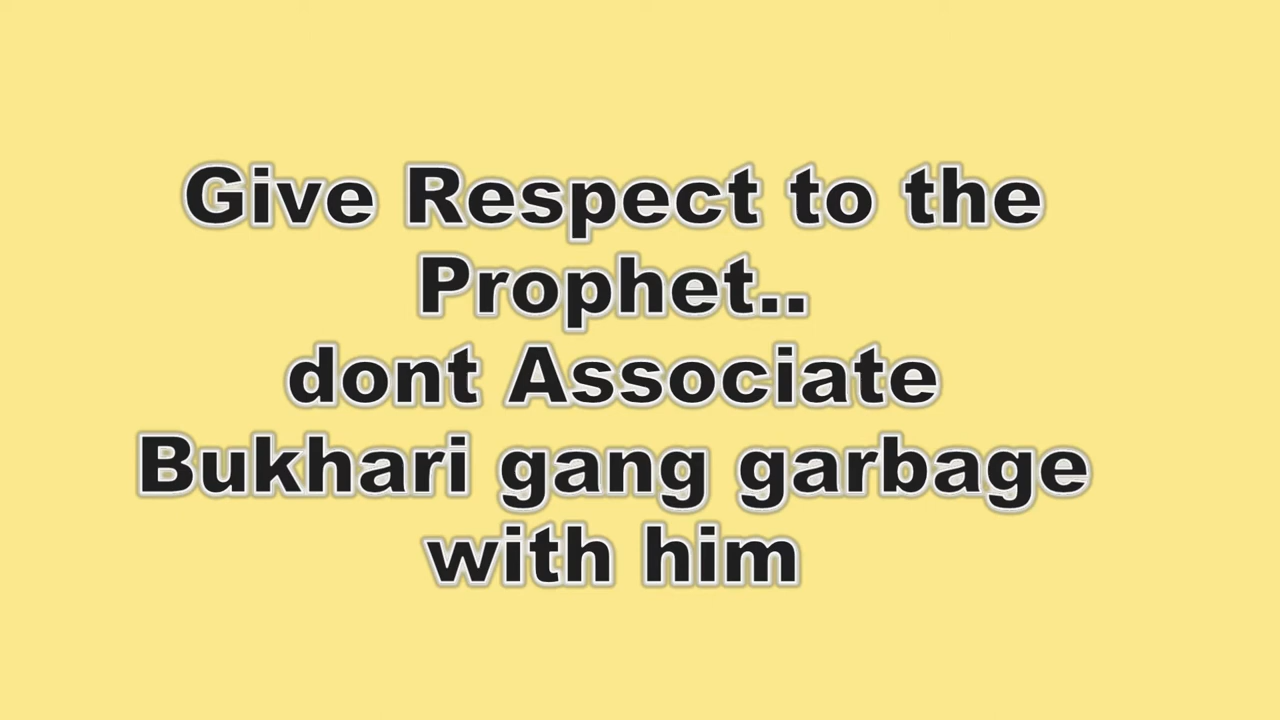 Give Respect to the
Prophet..
dont Associate
Bukhari gang garbage
with him